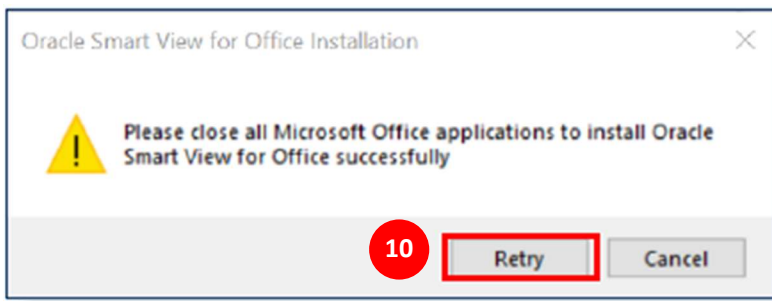 Oracle Smart View for Office Installation
Please close all Microsoft Office applications to install Oracle
Smart View for Office successfully
10 Retry Cancel